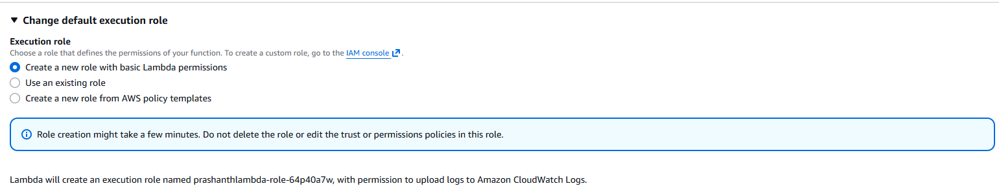 Change default execution role
Execution role
Choose a role that defines the permissions of your function. To create a custom role, go to the IAM console.
Create a new role with basic Lambda permissions
Use an existing role
Create a new role from AWS policy templates
Role creation might take a few minutes. Do not delete the role or edit the trust or permissions policies in this role.
Lambda will create an execution role named prashanthlambda-role-64p40a7w, with permission to upload logs to Amazon CloudWatch Logs.